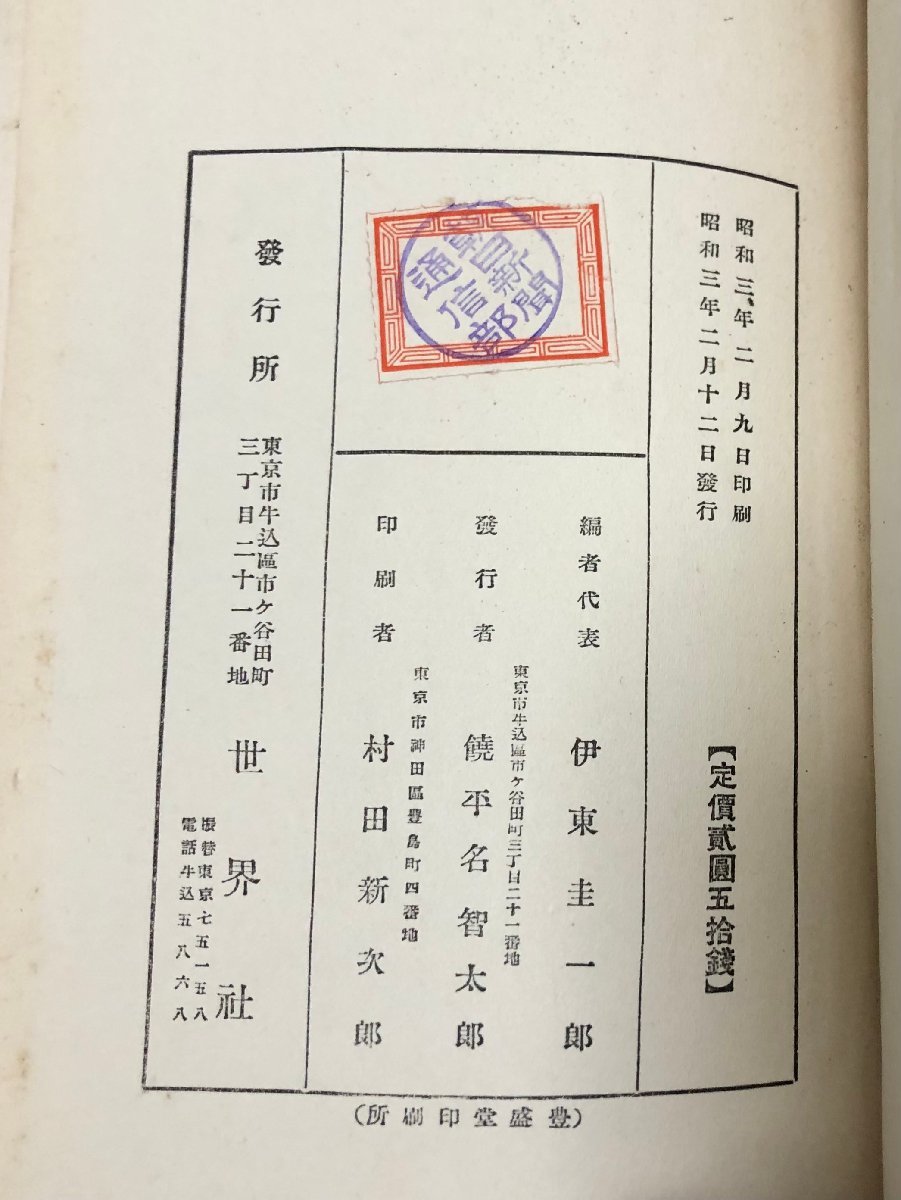 昭和三、年二月九日印刷
昭和三年二月十二日發行
【定價貳圓五拾錢】
朝日新聞
通信部
編者代表
伊東圭一郎
東京市牛込區市ケ谷田町三丁目二十一番地
發行者
饒平名智太郎
東京市神田區豊島町四番地
印刷者
村田新次郎
發行所
東京市牛込區市ケ谷田町
三丁目二十一番地
世界社
振替東京七五一五八
電話牛込五八六八
(豊盛堂印刷所)